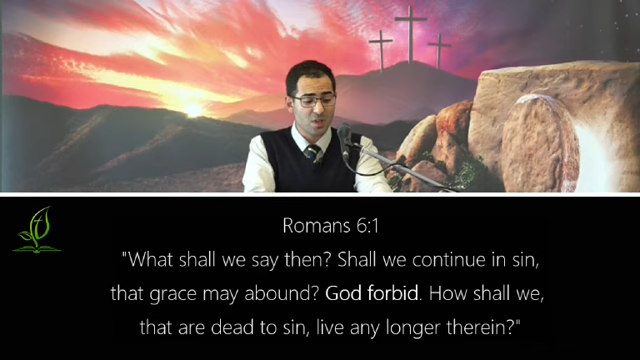 Romans 6:1
"What shall we say then? Shall we continue in sin,
that grace may abound? God forbid. How shall we,
that are dead to sin, live any longer therein?"